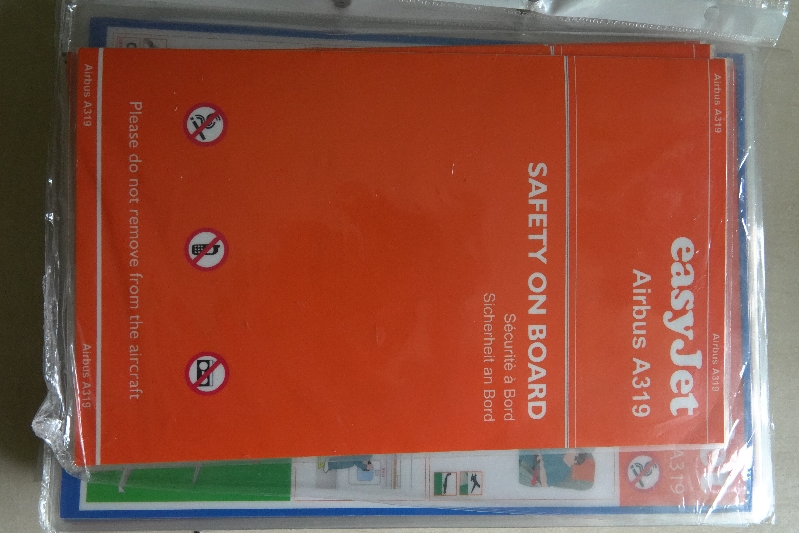 Airbus A319
Airbus A319
easyJet
Airbus A319
SAFETY ON BOARD
Sécurité à Bord
Sicherheit an Bord
Please do not remove from the aircraft
Airbus A319
Airbus A319
A319